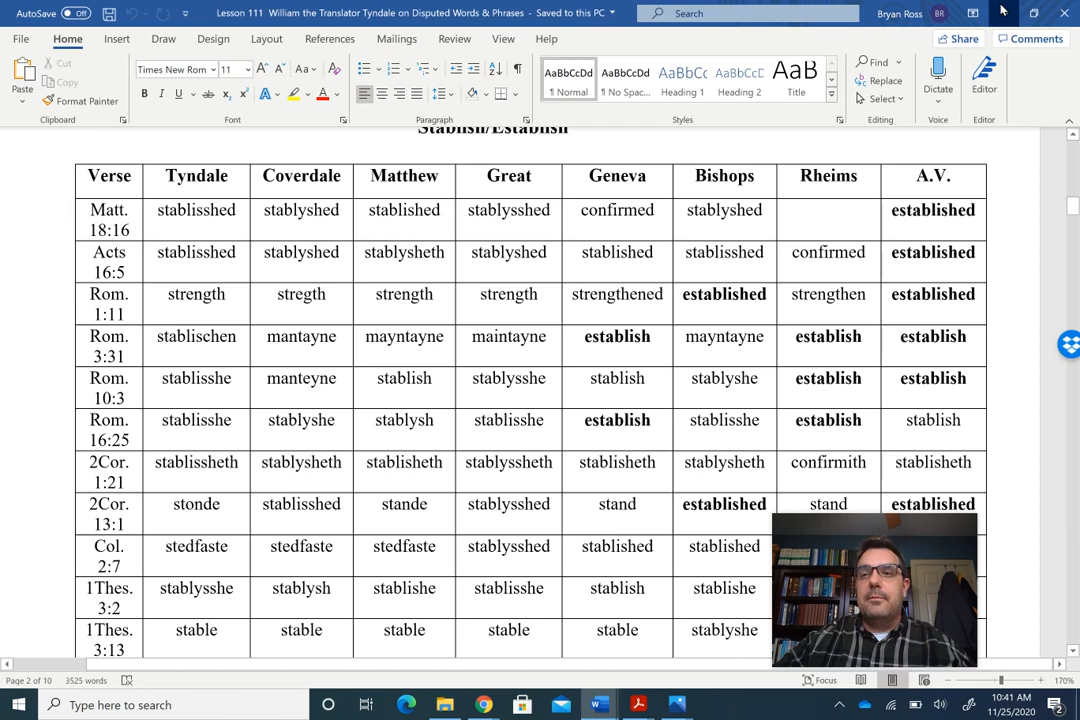 AutoSave Off Lesson 111 William the Translator Tyndale on Disputed Words & Phrases - Saved to this PC Search Bryan Ross BR
File Home Insert Draw Design Layout References Mailings Review View Help Share Comments
Paste Cut Copy Format Painter
Times New Rom 11 Aa
B I U ab x₂ x² A A
AaBbCcDd AaBbCcDd AaBbCc AaBbCcD AaB
¶ Normal ¶ No Spac... Heading 1 Heading 2 Title
Find Replace Select Dictate Editor
Clipboard Font Paragraph Styles Editing Voice Editor
Stablish/Establish
Verse Tyndale Coverdale Matthew Great Geneva Bishops Rheims A.V.
Matt. 18:16 stablisshed stablyshed stablished stablysshed confirmed stablyshed established
Acts 16:5 stablisshed stablyshed stablysheth stablyshed stablished stablisshed confirmed established
Rom. 1:11 strength stregth strength strength strengthened established strengthen established
Rom. 3:31 stablischen mantayne mayntayne maintayne establish mayntayne establish establish
Rom. 10:3 stablisshe manteyne stablish stablysshe stablish stablyshe establish establish
Rom. 16:25 stablisshe stablyshe stablysh stablisshe establish stablisshe establish stablish
2Cor. 1:21 stablissheth stablysheth stablisheth stablyssheth stablisheth stablysheth confirmith stablisheth
2Cor. 13:1 stonde stablisshed stande stablysshed stand established stand established
Col. 2:7 stedfaste stedfaste stedfaste stablysshed stablished stablished
1Thes. 3:2 stablysshe stablysh stablishe stablisshe stablish stablishe
1Thes. 3:13 stable stable stable stable stable stablyshe
Page 2 of 10 3525 words Focus 170%
Type here to search 10:41 AM
11/25/2020 2